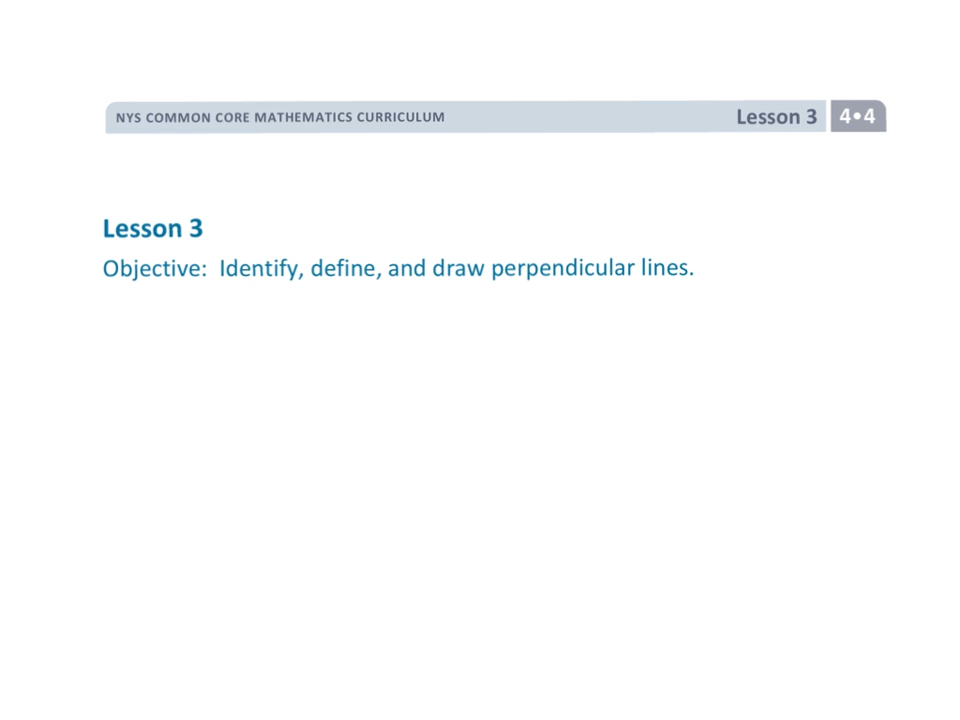 NYS COMMON CORE MATHEMATICS CURRICULUM Lesson 3 4•4
Lesson 3
Objective: Identify, define, and draw perpendicular lines.